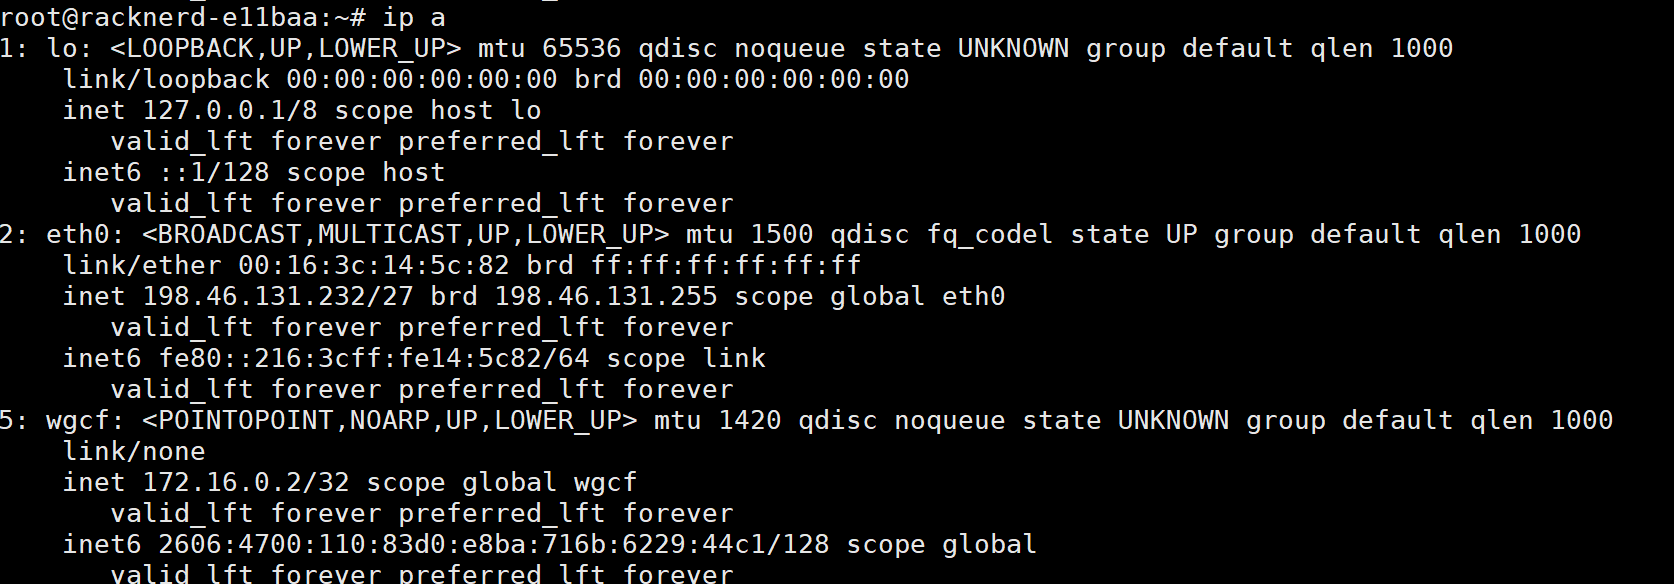 root@racknerd-e11baa:~# ip a
1: lo: <LOOPBACK,UP,LOWER_UP> mtu 65536 qdisc noqueue state UNKNOWN group default qlen 1000
    link/loopback 00:00:00:00:00:00 brd 00:00:00:00:00:00
    inet 127.0.0.1/8 scope host lo
       valid_lft forever preferred_lft forever
    inet6 ::1/128 scope host
       valid_lft forever preferred_lft forever
2: eth0: <BROADCAST,MULTICAST,UP,LOWER_UP> mtu 1500 qdisc fq_codel state UP group default qlen 1000
    link/ether 00:16:3c:14:5c:82 brd ff:ff:ff:ff:ff:ff
    inet 198.46.131.232/27 brd 198.46.131.255 scope global eth0
       valid_lft forever preferred_lft forever
    inet6 fe80::216:3cff:fe14:5c82/64 scope link
       valid_lft forever preferred_lft forever
5: wgcf: <POINTOPOINT,NOARP,UP,LOWER_UP> mtu 1420 qdisc noqueue state UNKNOWN group default qlen 1000
    link/none
    inet 172.16.0.2/32 scope global wgcf
       valid_lft forever preferred_lft forever
    inet6 2606:4700:110:83d0:e8ba:716b:6229:44c1/128 scope global
       valid_lft forever preferred_lft forever